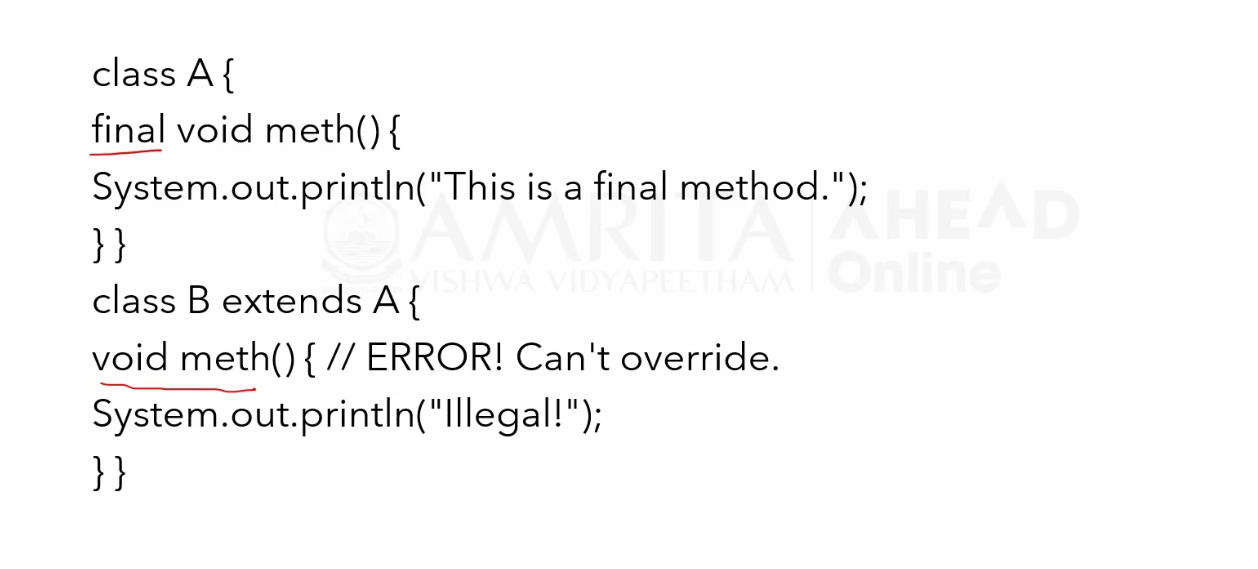 class A {
final void meth() {
System.out.println("This is a final method.");
} }
class B extends A {
void meth() { // ERROR! Can't override.
System.out.println("Illegal!");
} }
AMRITA
VISHWA VIDYAPEETHAM
AHEAD
Online